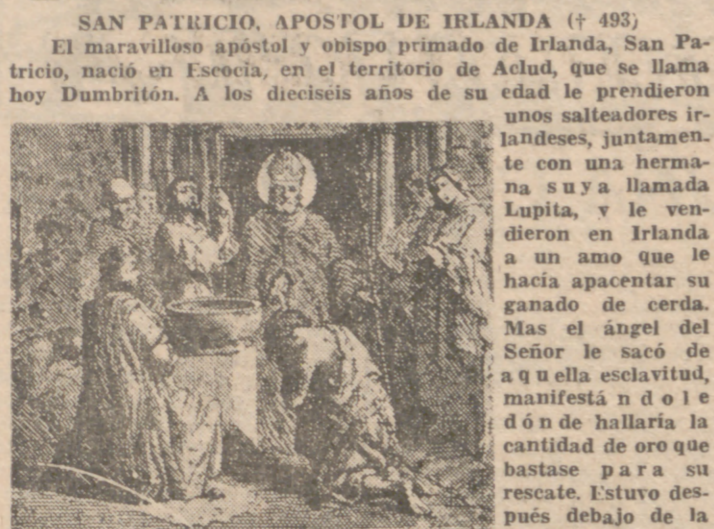 SAN PATRICIO, APOSTOL DE IRLANDA († 493)
El maravilloso apóstol y obispo primado de Irlanda, San Pa-
tricio, nació en Escocia, en el territorio de Aclud, que se llama
hoy Dumbritón. A los dieciséis años de su edad le prendieron
unos salteadores ir-
landeses, juntamen-
te con una herma-
na suya llamada
Lupita, y le ven-
dieron en Irlanda
a un amo que le
hacía apacentar su
ganado de cerda.
Mas el ángel del
Señor le sacó de
aquella esclavitud,
manifestándole
dónde hallaría la
cantidad de oro que
bastase para su
rescate. Estuvo des-
pués debajo de la